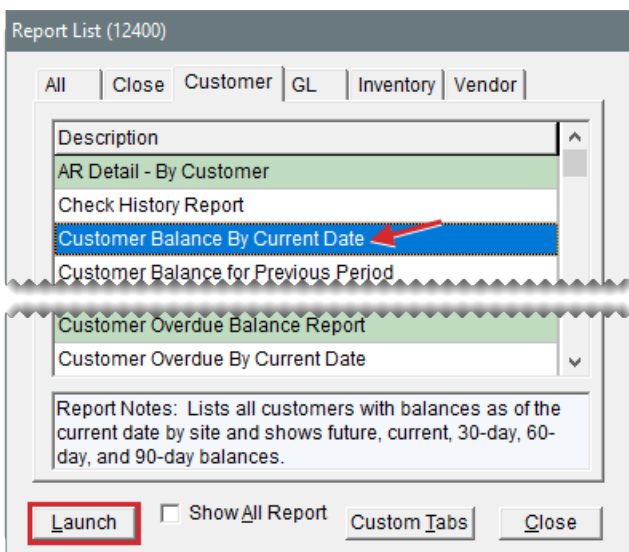 Report List (12400)
All Close Customer GL Inventory Vendor
Description
AR Detail - By Customer
Check History Report
Customer Balance By Current Date
Customer Balance for Previous Period
Customer Overdue Balance Report
Customer Overdue By Current Date
Report Notes: Lists all customers with balances as of the
current date by site and shows future, current, 30-day, 60-
day, and 90-day balances.
Launch Show All Report Custom Tabs Close